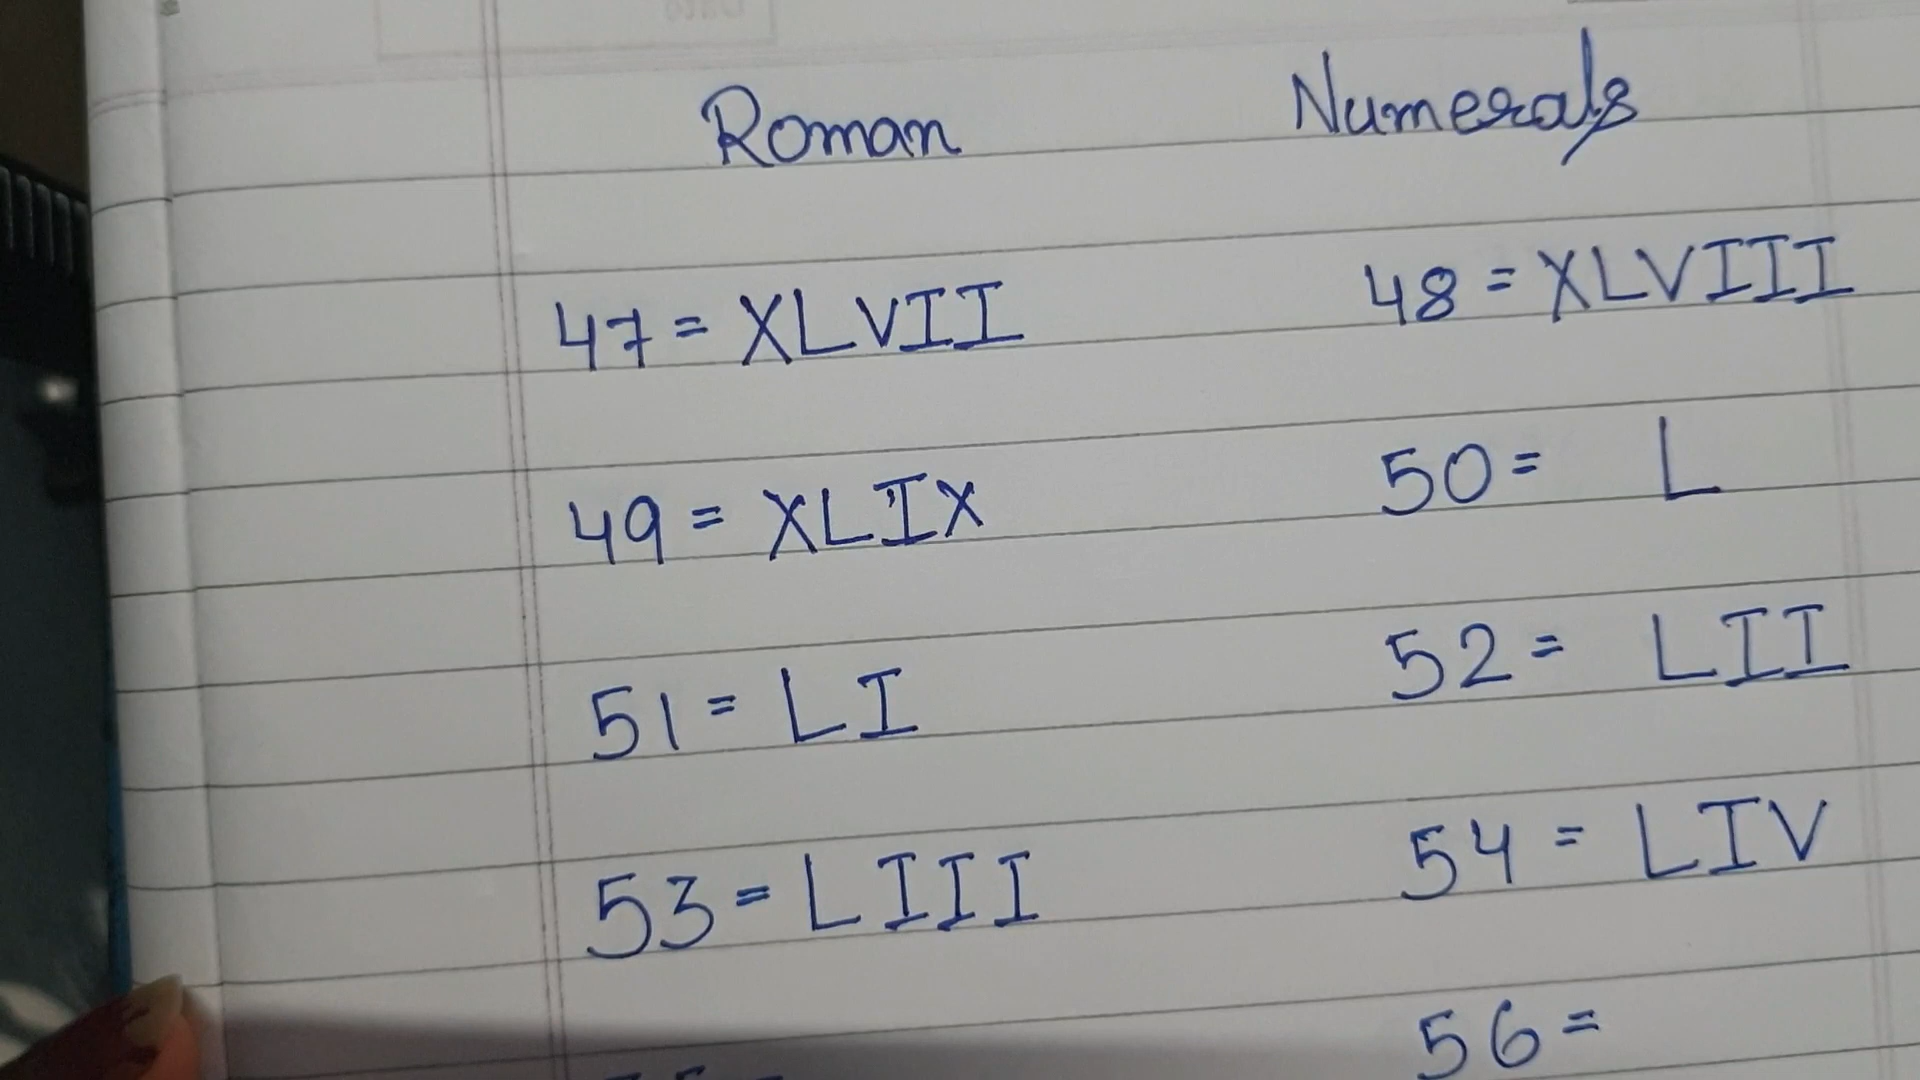 Roman Numerals
47 = XLVII 48 = XLVIII
49 = XLIX 50 = L
51 = LI 52 = LII
53 = LIII 54 = LIV
56 =